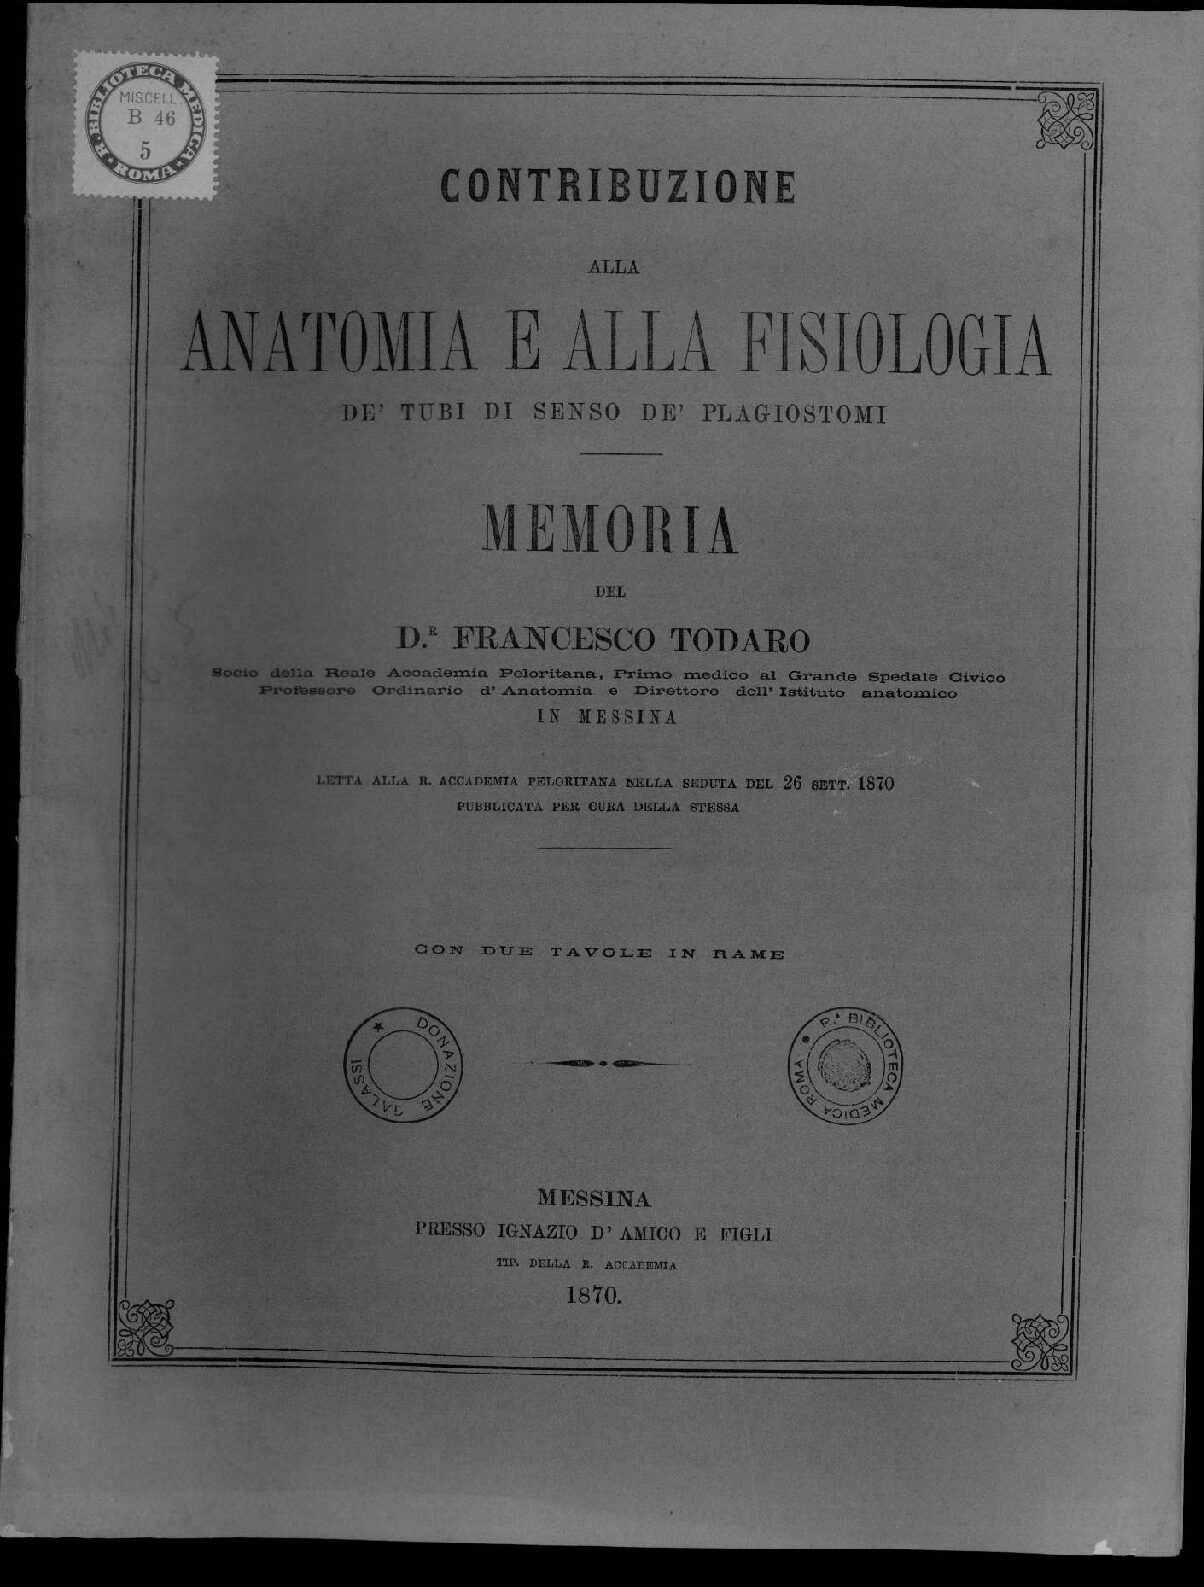 BIBLIOTECA MEDICA
MISCELL.
B 46
5
R. ROMA
CONTRIBUZIONE
ALLA
ANATOMIA E ALLA FISIOLOGIA
DE' TUBI DI SENSO DE' PLAGIOSTOMI
MEMORIA
DEL
D.R FRANCESCO TODARO
Socio della Reale Accademia Peloritana, Primo medico al Grande Spedale Civico
Professore Ordinario d' Anatomia e Direttore dell' Istituto anatomico
IN MESSINA
LETTA ALLA R. ACCADEMIA PELORITANA NELLA SEDUTA DEL 26 SETT. 1870
PUBBLICATA PER CURA DELLA STESSA
CON DUE TAVOLE IN RAME
DONAZIONE GALASSI
R.A BIBLIOTECA MEDICA ROMA
MESSINA
PRESSO IGNAZIO D' AMICO E FIGLI
TIP. DELLA R. ACCADEMIA
1870.